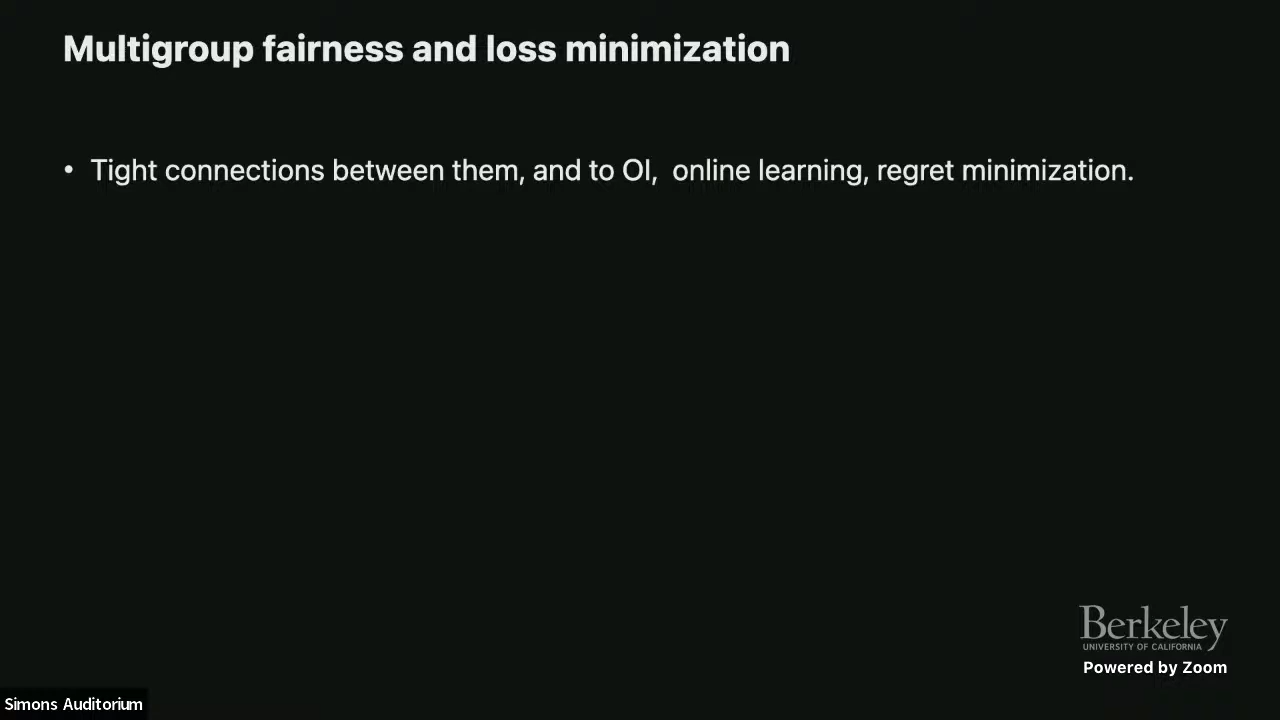 Multigroup fairness and loss minimization
• Tight connections between them, and to OI,  online learning, regret minimization.
Berkeley
UNIVERSITY OF CALIFORNIA
Powered by Zoom
Simons Auditorium